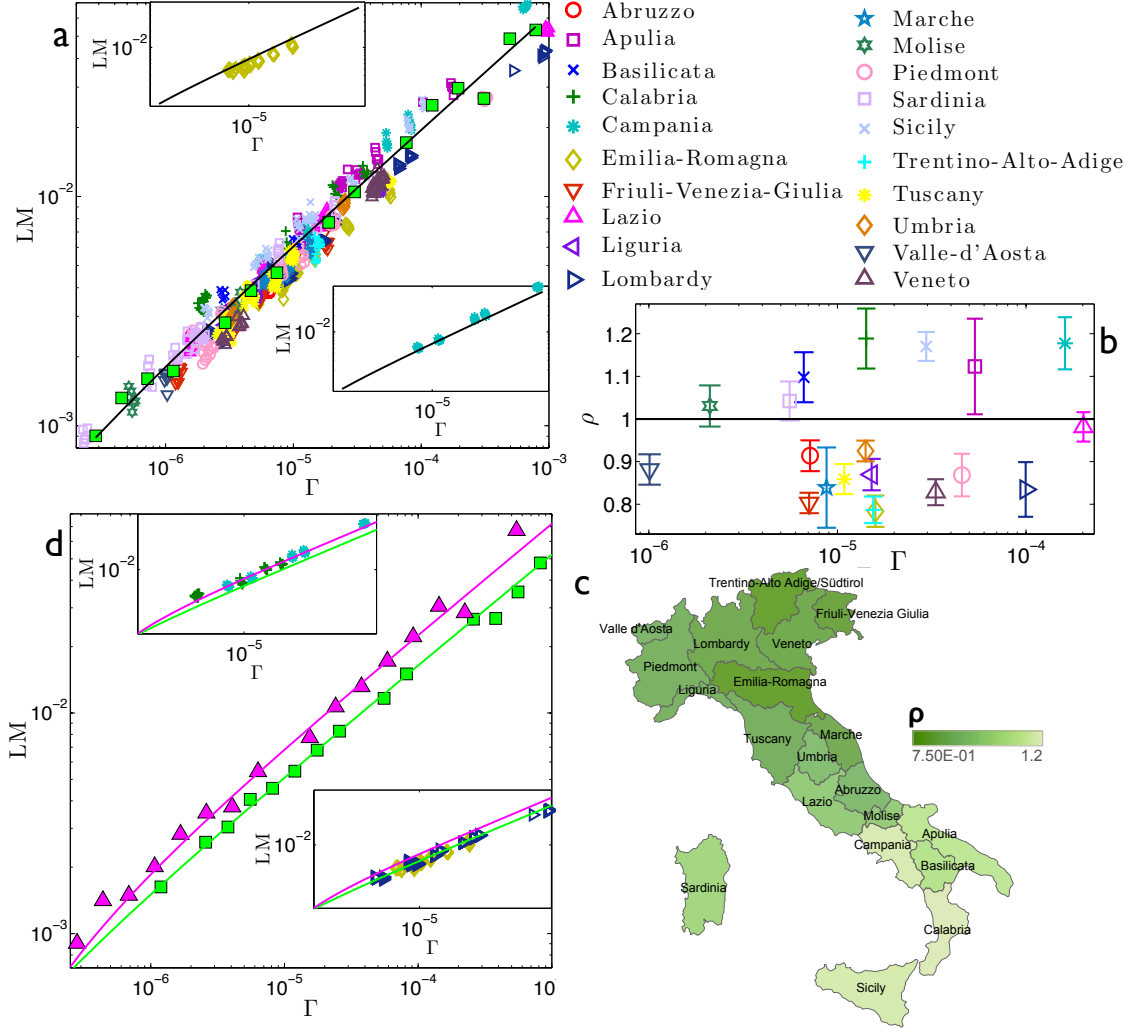 a
LM
10⁻²
10⁻³
10⁻⁶
10⁻⁵
10⁻⁴
10⁻³
Γ
LM
10⁻²
10⁻⁵
Γ
LM
10⁻²
10⁻⁵
Γ
Abruzzo
Apulia
Basilicata
Calabria
Campania
Emilia-Romagna
Friuli-Venezia-Giulia
Lazio
Liguria
Lombardy
Marche
Molise
Piedmont
Sardinia
Sicily
Trentino-Alto-Adige
Tuscany
Umbria
Valle-d'Aosta
Veneto
b
ρ
1.2
1.1
1
0.9
0.8
10⁻⁶
10⁻⁵
10⁻⁴
Γ
d
LM
10⁻²
10⁻³
10⁻⁶
10⁻⁵
10⁻⁴
10
Γ
LM
10⁻²
10⁻⁵
Γ
LM
10⁻²
10⁻⁵
Γ
c
Trentino-Alto Adige/Südtirol
Friuli-Venezia Giulia
Valle d'Aosta
Lombardy
Veneto
Piedmont
Emilia-Romagna
Liguria
Tuscany
Marche
Umbria
Abruzzo
Lazio
Molise
Apulia
Campania
Basilicata
Sardinia
Calabria
Sicily
ρ
7.50E-01
1.2